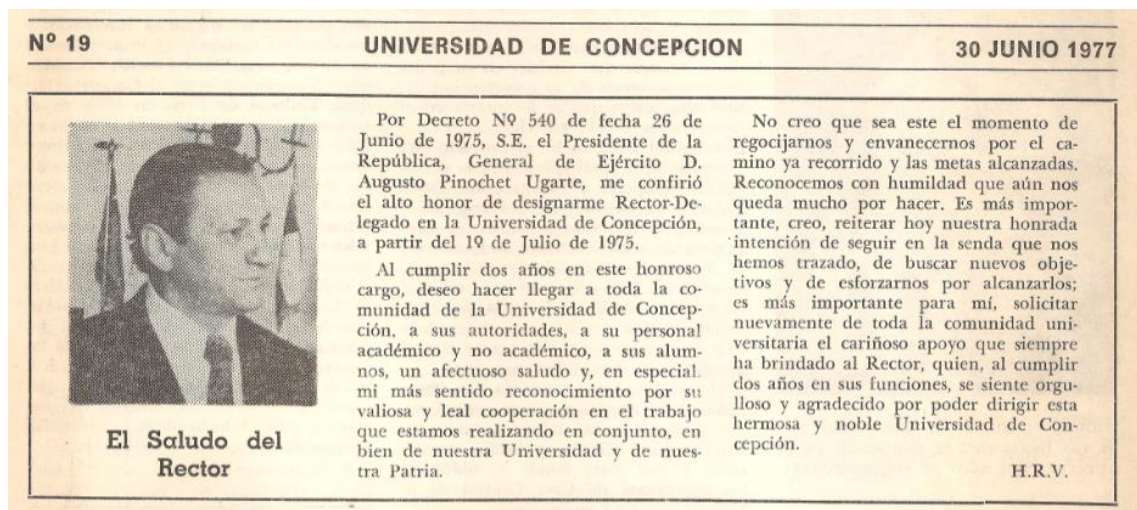 Nº 19
UNIVERSIDAD DE CONCEPCION
30 JUNIO 1977
El Saludo del
Rector
Por Decreto Nº 540 de fecha 26 de
Junio de 1975, S.E. el Presidente de la
República, General de Ejército D.
Augusto Pinochet Ugarte, me confirió
el alto honor de designarme Rector-De-
legado en la Universidad de Concepción,
a partir del 1º de Julio de 1975.
Al cumplir dos años en este honroso
cargo, deseo hacer llegar a toda la co-
munidad de la Universidad de Concep-
ción, a sus autoridades, a su personal
académico y no académico, a sus alum-
nos, un afectuoso saludo y, en especial
mi más sentido reconocimiento por su
valiosa y leal cooperación en el trabajo
que estamos realizando en conjunto, en
bien de nuestra Universidad y de nues-
tra Patria.
No creo que sea este el momento de
regocijarnos y envanecernos por el ca-
mino ya recorrido y las metas alcanzadas.
Reconocemos con humildad que aún nos
queda mucho por hacer. Es más impor-
tante, creo, reiterar hoy nuestra honrada
intención de seguir en la senda que nos
hemos trazado, de buscar nuevos obje-
tivos y de esforzarnos por alcanzarlos;
es más importante para mí, solicitar
nuevamente de toda la comunidad uni-
versitaria el cariñoso apoyo que siempre
ha brindado al Rector, quien, al cumplir
dos años en sus funciones, se siente orgu-
lloso y agradecido por poder dirigir esta
hermosa y noble Universidad de Con-
cepción.
H.R.V.